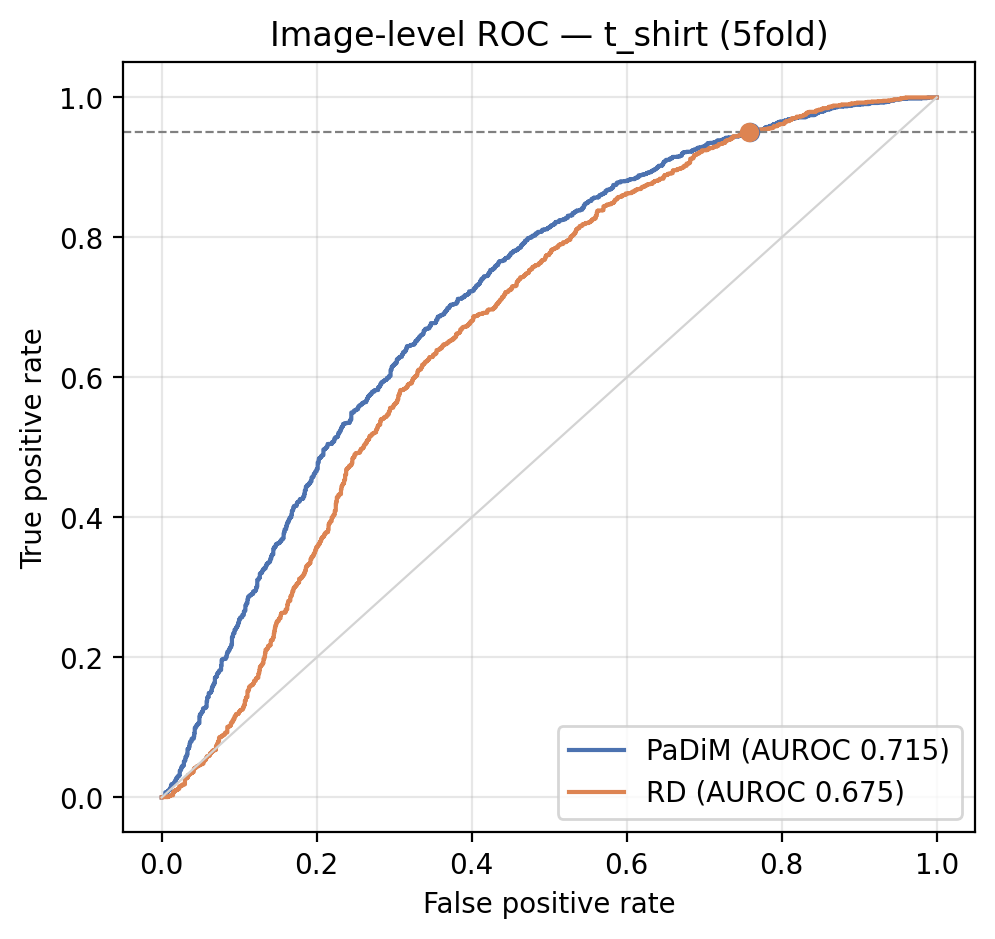 Image-level ROC — t_shirt (5fold)
True positive rate
1.0
0.8
0.6
0.4
0.2
0.0
PaDiM (AUROC 0.715)
RD (AUROC 0.675)
0.0 0.2 0.4 0.6 0.8 1.0
False positive rate